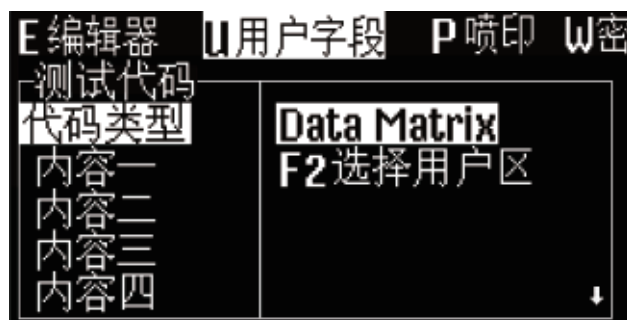 E编辑器 U用户字段 P喷印 W密
测试代码
代码类型 Data Matrix
内容一 F2选择用户区
内容二
内容三
内容四